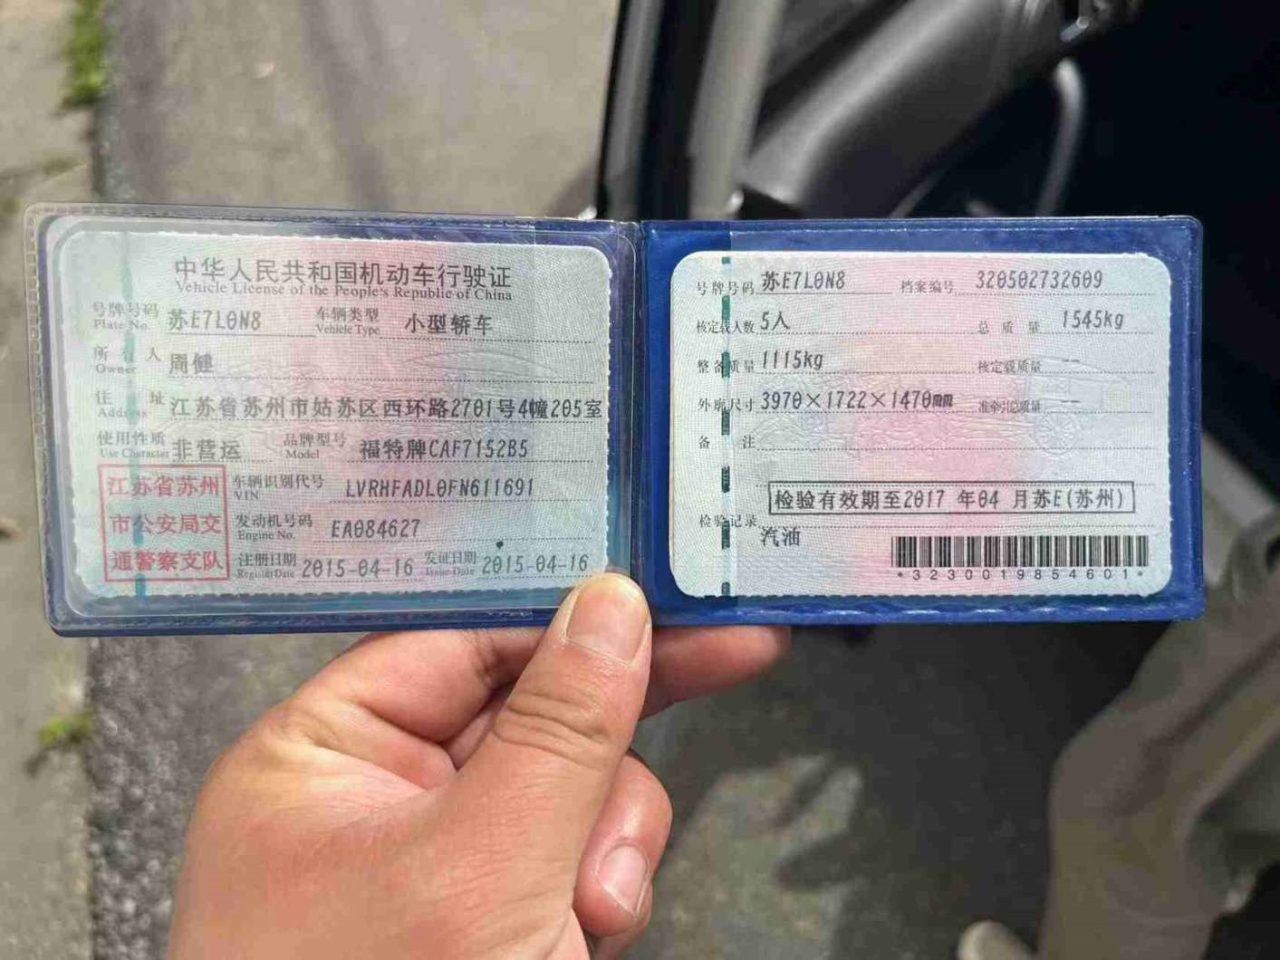 中华人民共和国机动车行驶证
Vehicle License of the People's Republic of China
号牌号码 苏E7L0N8 车辆类型 小型轿车
Plate No. Vehicle Type
所有人 周健
Owner
住址 江苏省苏州市姑苏区西环路2701号4幢205室
Address
使用性质 非营运 品牌型号 福特牌CAF7152B5
Use Character Model
江苏省苏州
市公安局交
通警察支队
车辆识别代号 LVRHFADL0FN611691
VIN
发动机号码 EA084627
Engine No.
注册日期 2015-04-16 发证日期 2015-04-16
Register Date Issue Date
号牌号码 苏E7L0N8 档案编号 320502732609
核定载人数 5人 总质量 1545kg
整备质量 1115kg 核定载质量 --
外廓尺寸 3970×1722×1470mm 准牵引总质量 --
备注
检验有效期至2017 年04 月苏E(苏州)
检验记录
汽油
*3230019854601*